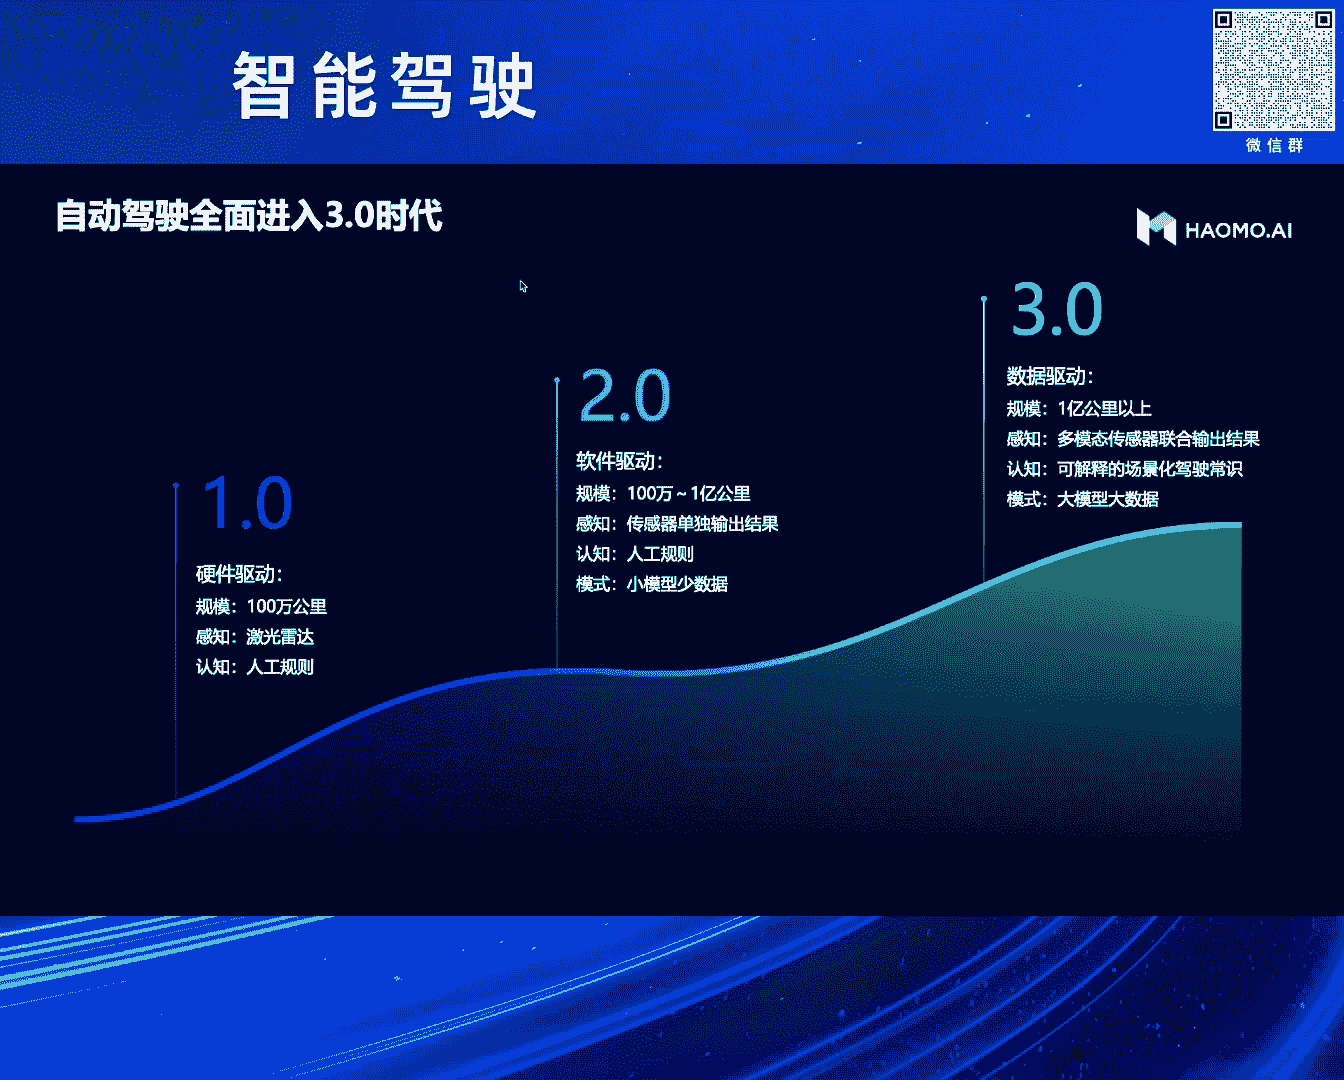 智能驾驶
微信群
自动驾驶全面进入3.0时代
HAOMO.AI
1.0
硬件驱动：
规模：100万公里
感知：激光雷达
认知：人工规则
2.0
软件驱动：
规模：100万～1亿公里
感知：传感器单独输出结果
认知：人工规则
模式：小模型少数据
3.0
数据驱动：
规模：1亿公里以上
感知：多模态传感器联合输出结果
认知：可解释的场景化驾驶常识
模式：大模型大数据